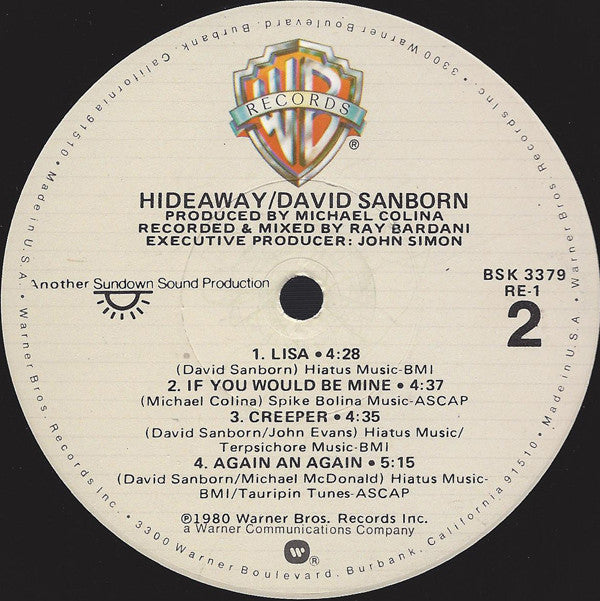 Warner Bros. Records Inc. • 3300 Warner Boulevard, Burbank, California 91510 • Made in U.S.A. • Warner Bros. Records Inc. • 3300 Warner Boulevard, Burbank, California 91510 • Made in U.S.A. •
WB
RECORDS
®
HIDEAWAY/DAVID SANBORN
PRODUCED BY MICHAEL COLINA
RECORDED & MIXED BY RAY BARDANI
EXECUTIVE PRODUCER: JOHN SIMON
Another Sundown Sound Production
BSK 3379
RE-1
2
1. LISA • 4:28
(David Sanborn) Hiatus Music-BMI
2. IF YOU WOULD BE MINE • 4:37
(Michael Colina) Spike Bolina Music-ASCAP
3. CREEPER • 4:35
(David Sanborn/John Evans) Hiatus Music/
Terpsichore Music-BMI
4. AGAIN AN AGAIN • 5:15
(David Sanborn/Michael McDonald) Hiatus Music-
BMI/Tauripin Tunes-ASCAP
℗1980 Warner Bros. Records Inc.
a Warner Communications Company
W ®